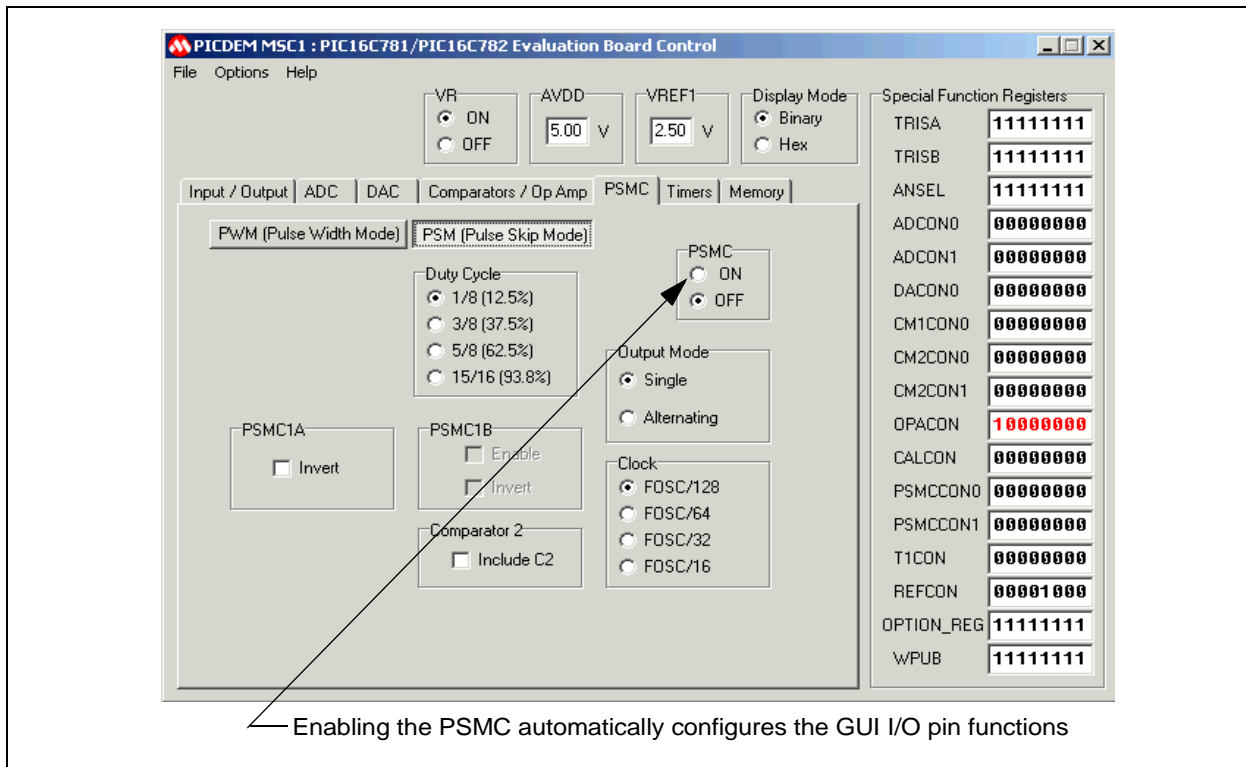 PICDEM MSC1 : PIC16C781/PIC16C782 Evaluation Board Control
File Options Help
VR
ON
OFF
AVDD
5.00 V
VREF1
2.50 V
Display Mode
Binary
Hex
Input / Output ADC DAC Comparators / Op Amp PSMC Timers Memory
PWM (Pulse Width Mode) PSM (Pulse Skip Mode)
Duty Cycle
1/8 (12.5%)
3/8 (37.5%)
5/8 (62.5%)
15/16 (93.8%)
PSMC
ON
OFF
Output Mode
Single
Alternating
PSMC1A
Invert
PSMC1B
Enable
Invert
Comparator 2
Include C2
Clock
FOSC/128
FOSC/64
FOSC/32
FOSC/16
Special Function Registers
TRISA 11111111
TRISB 11111111
ANSEL 11111111
ADCON0 00000000
ADCON1 00000000
DACON0 00000000
CM1CON0 00000000
CM2CON0 00000000
CM2CON1 00000000
OPACON 10000000
CALCON 00000000
PSMCCON0 00000000
PSMCCON1 00000000
T1CON 00000000
REFCON 00001000
OPTION_REG 11111111
WPUB 11111111
Enabling the PSMC automatically configures the GUI I/O pin functions